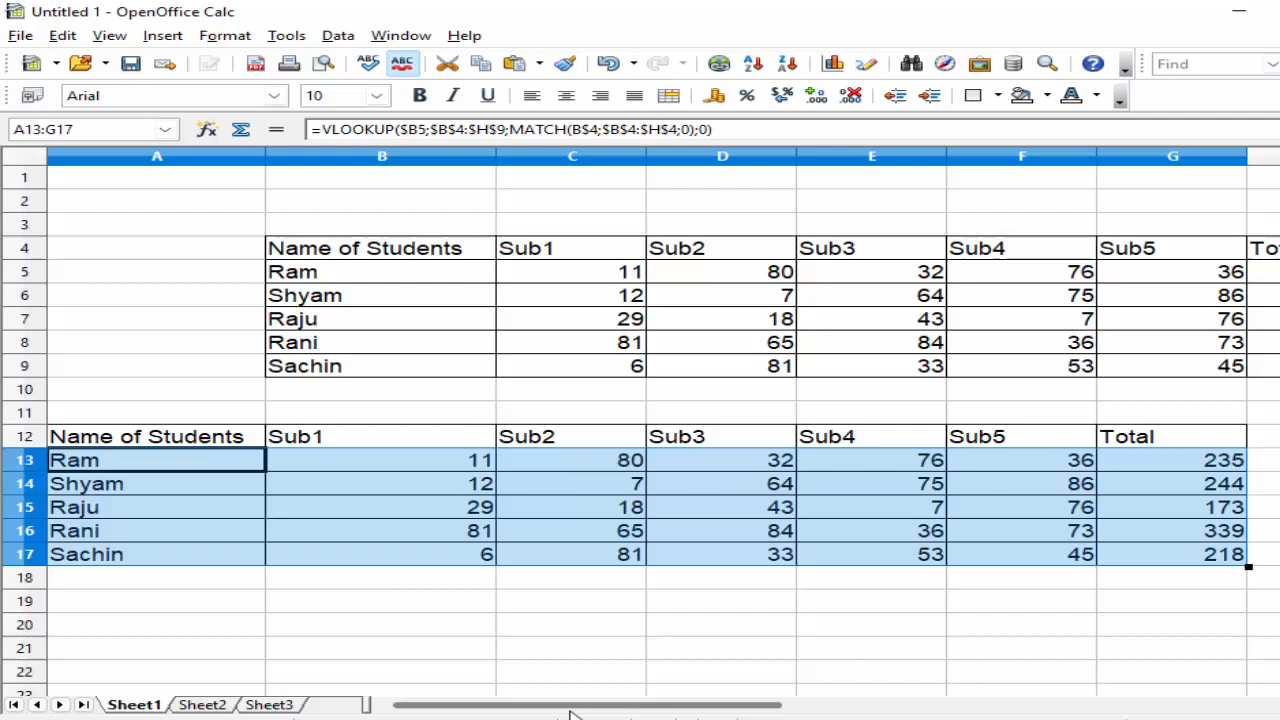 Untitled 1 - OpenOffice Calc
File Edit View Insert Format Tools Data Window Help
Find
Arial 10
A13:G17 =VLOOKUP($B5;$B$4:$H$9;MATCH(B$4;$B$4:$H$4;0);0)
A B C D E F G
1
2
3
4 Name of Students Sub1 Sub2 Sub3 Sub4 Sub5
5 Ram 11 80 32 76 36
6 Shyam 12 7 64 75 86
7 Raju 29 18 43 7 76
8 Rani 81 65 84 36 73
9 Sachin 6 81 33 53 45
10
11
12 Name of Students Sub1 Sub2 Sub3 Sub4 Sub5 Total
13 Ram 11 80 32 76 36 235
14 Shyam 12 7 64 75 86 244
15 Raju 29 18 43 7 76 173
16 Rani 81 65 84 36 73 339
17 Sachin 6 81 33 53 45 218
18
19
20
21
22
Sheet1 Sheet2 Sheet3